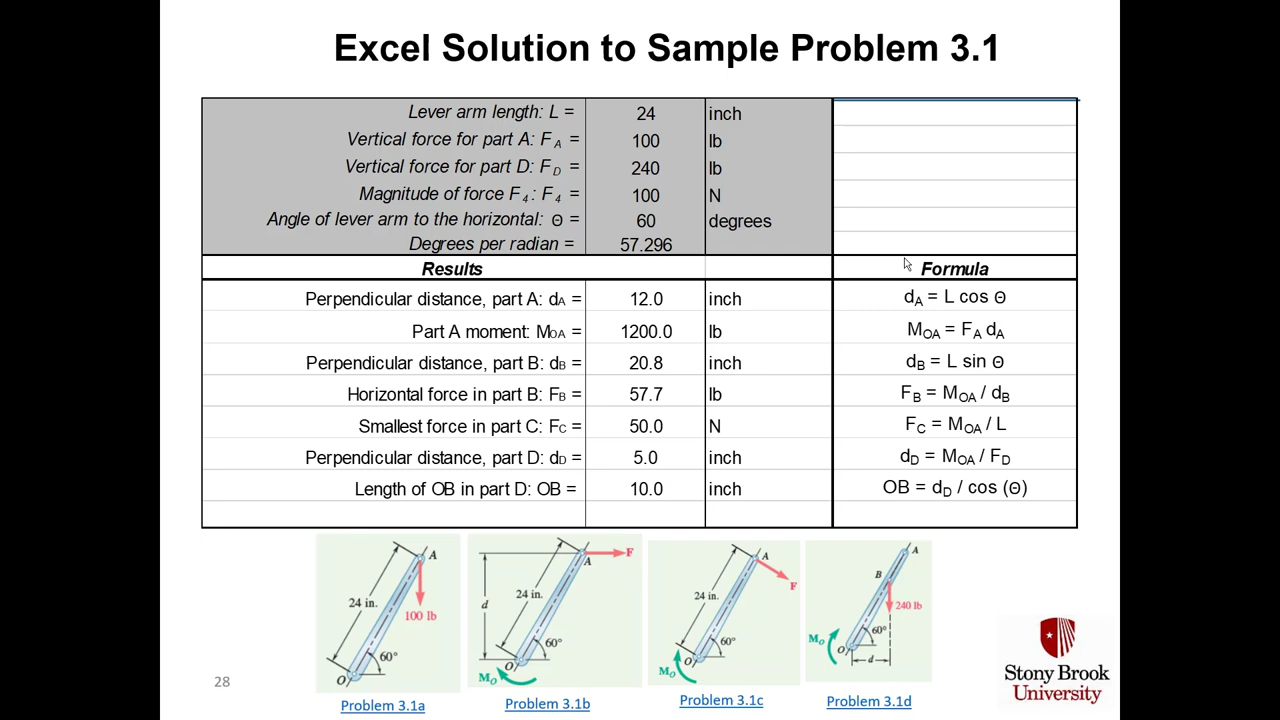 Excel Solution to Sample Problem 3.1
Lever arm length: L = 24 inch
Vertical force for part A: F A = 100 lb
Vertical force for part D: F D = 240 lb
Magnitude of force F 4 : F 4 = 100 N
Angle of lever arm to the horizontal: Θ = 60 degrees
Degrees per radian = 57.296
Results Formula
Perpendicular distance, part A: dA = 12.0 inch dA = L cos Θ
Part A moment: MOA = 1200.0 lb MOA = FA dA
Perpendicular distance, part B: dB = 20.8 inch dB = L sin Θ
Horizontal force in part B: FB = 57.7 lb FB = MOA / dB
Smallest force in part C: FC = 50.0 N FC = MOA / L
Perpendicular distance, part D: dD = 5.0 inch dD = MOA / FD
Length of OB in part D: OB = 10.0 inch OB = dD / cos (Θ)
A
24 in.
100 lb
60°
O
Problem 3.1a
F
A
24 in.
d
60°
O
MO
Problem 3.1b
A
F
24 in.
60°
O
MO
Problem 3.1c
A
B
240 lb
60°
MO
O
d
Problem 3.1d
Stony Brook
University
28